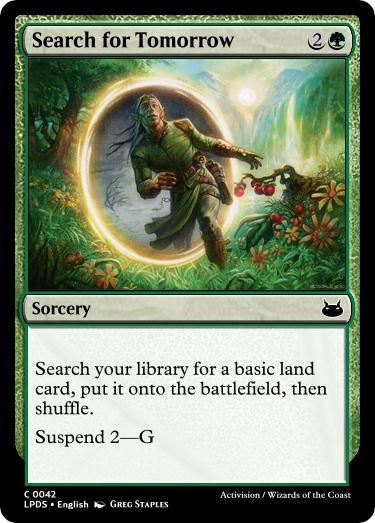 Search for Tomorrow 2
Sorcery
Search your library for a basic land
card, put it onto the battlefield, then
shuffle.
Suspend 2—G
C 0042
LPDS • English Greg Staples
Activision / Wizards of the Coast